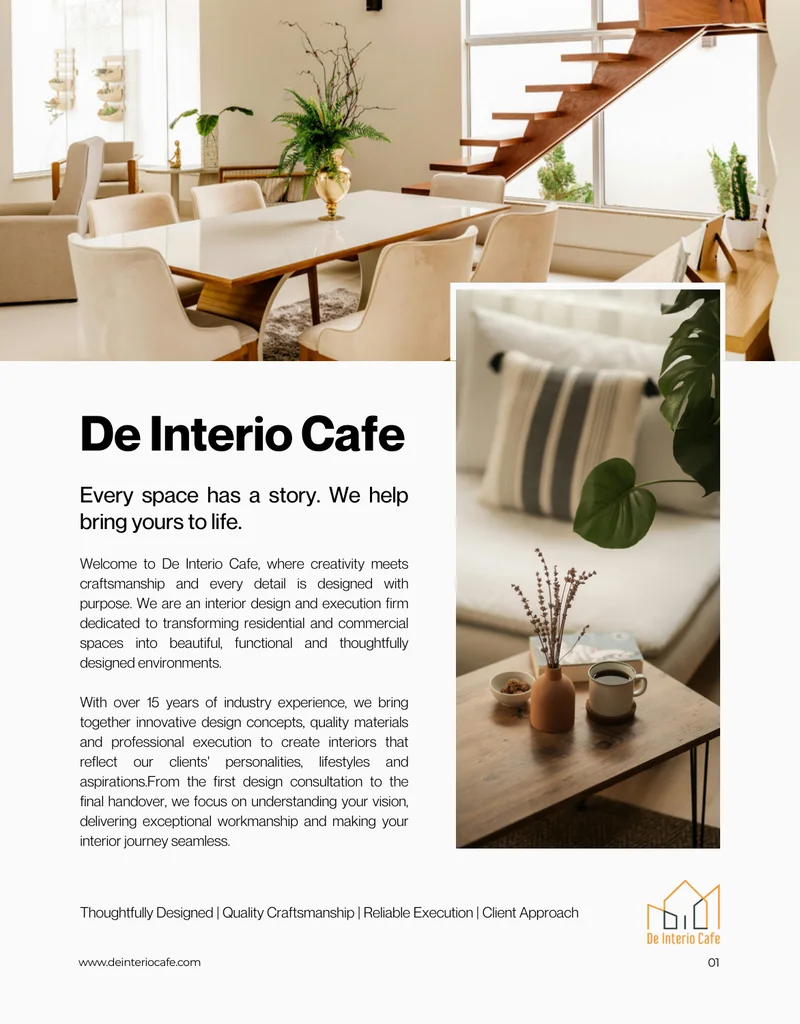 De Interio Cafe
Every space has a story. We help
bring yours to life.
Welcome to De Interio Cafe, where creativity meets
craftsmanship and every detail is designed with
purpose. We are an interior design and execution firm
dedicated to transforming residential and commercial
spaces into beautiful, functional and thoughtfully
designed environments.
With over 15 years of industry experience, we bring
together innovative design concepts, quality materials
and professional execution to create interiors that
reflect our clients' personalities, lifestyles and
aspirations.From the first design consultation to the
final handover, we focus on understanding your vision,
delivering exceptional workmanship and making your
interior journey seamless.
Thoughtfully Designed | Quality Craftsmanship | Reliable Execution | Client Approach
De Interio Cafe
www.deinteriocafe.com
01